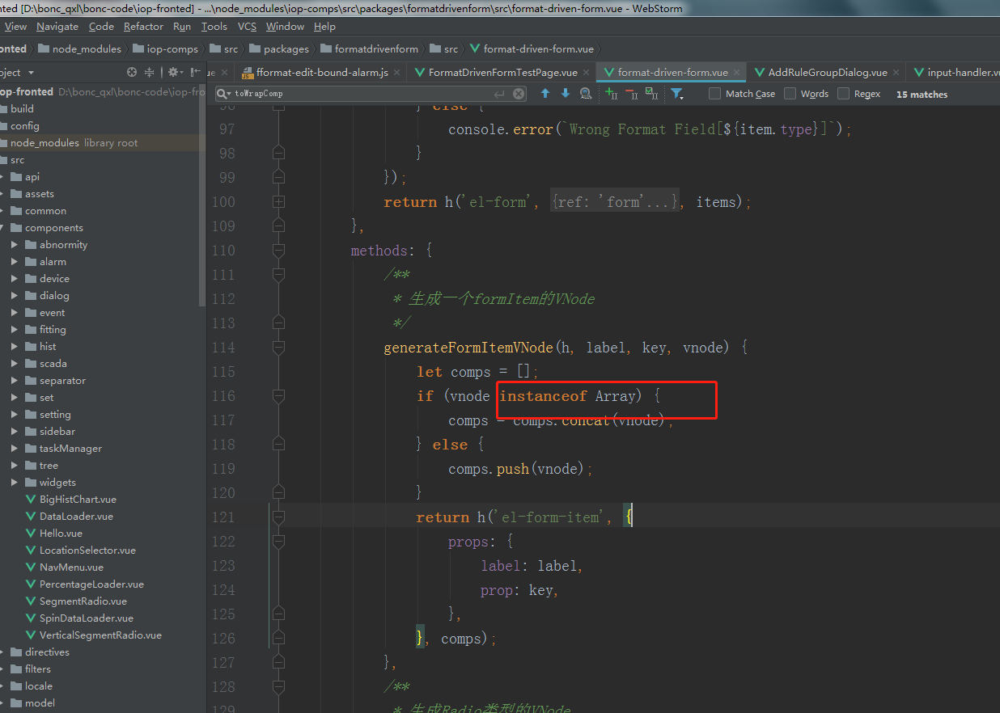 nted [D:\bonc_qxl\bonc-code\iop-fronted] - ...\node_modules\iop-comps\src\packages\formatdrivenform\src\format-driven-form.vue - WebStorm
View Navigate Code Refactor Run Tools VCS Window Help
onted node_modules iop-comps src packages formatdrivenform src format-driven-form.vue
oject ue fformat-edit-bound-alarm.js FormatDrivenFormTestPage.vue format-driven-form.vue AddRuleGroupDialog.vue input-handler.vu
toWrapComp Match Case Words Regex 15 matches
op-fronted D:\bonc_qxl\bonc-code\iop-fro
build
config
node_modules library root
src
api
assets
common
components
abnormity
alarm
device
dialog
event
fitting
hist
scada
separator
set
setting
sidebar
taskManager
tree
widgets
BigHistChart.vue
DataLoader.vue
Hello.vue
LocationSelector.vue
NavMenu.vue
PercentageLoader.vue
SegmentRadio.vue
SpinDataLoader.vue
VerticalSegmentRadio.vue
directives
filters
locale
model
96 } else {
97 console.error(`Wrong Format Field[${item.type}]`);
98 }
99 });
100 return h('el-form', {ref: 'form'...}, items);
109 },
110 methods: {
111 /**
112 * 生成一个formItem的VNode
113 */
114 generateFormItemVNode(h, label, key, vnode) {
115 let comps = [];
116 if (vnode instanceof Array) {
117 comps = comps.concat(vnode);
118 } else {
119 comps.push(vnode);
120 }
121 return h('el-form-item', {
122 props: {
123 label: label,
124 prop: key,
125 },
126 }, comps);
127 },
128 /**
129 * 生成Radio类型的VNode